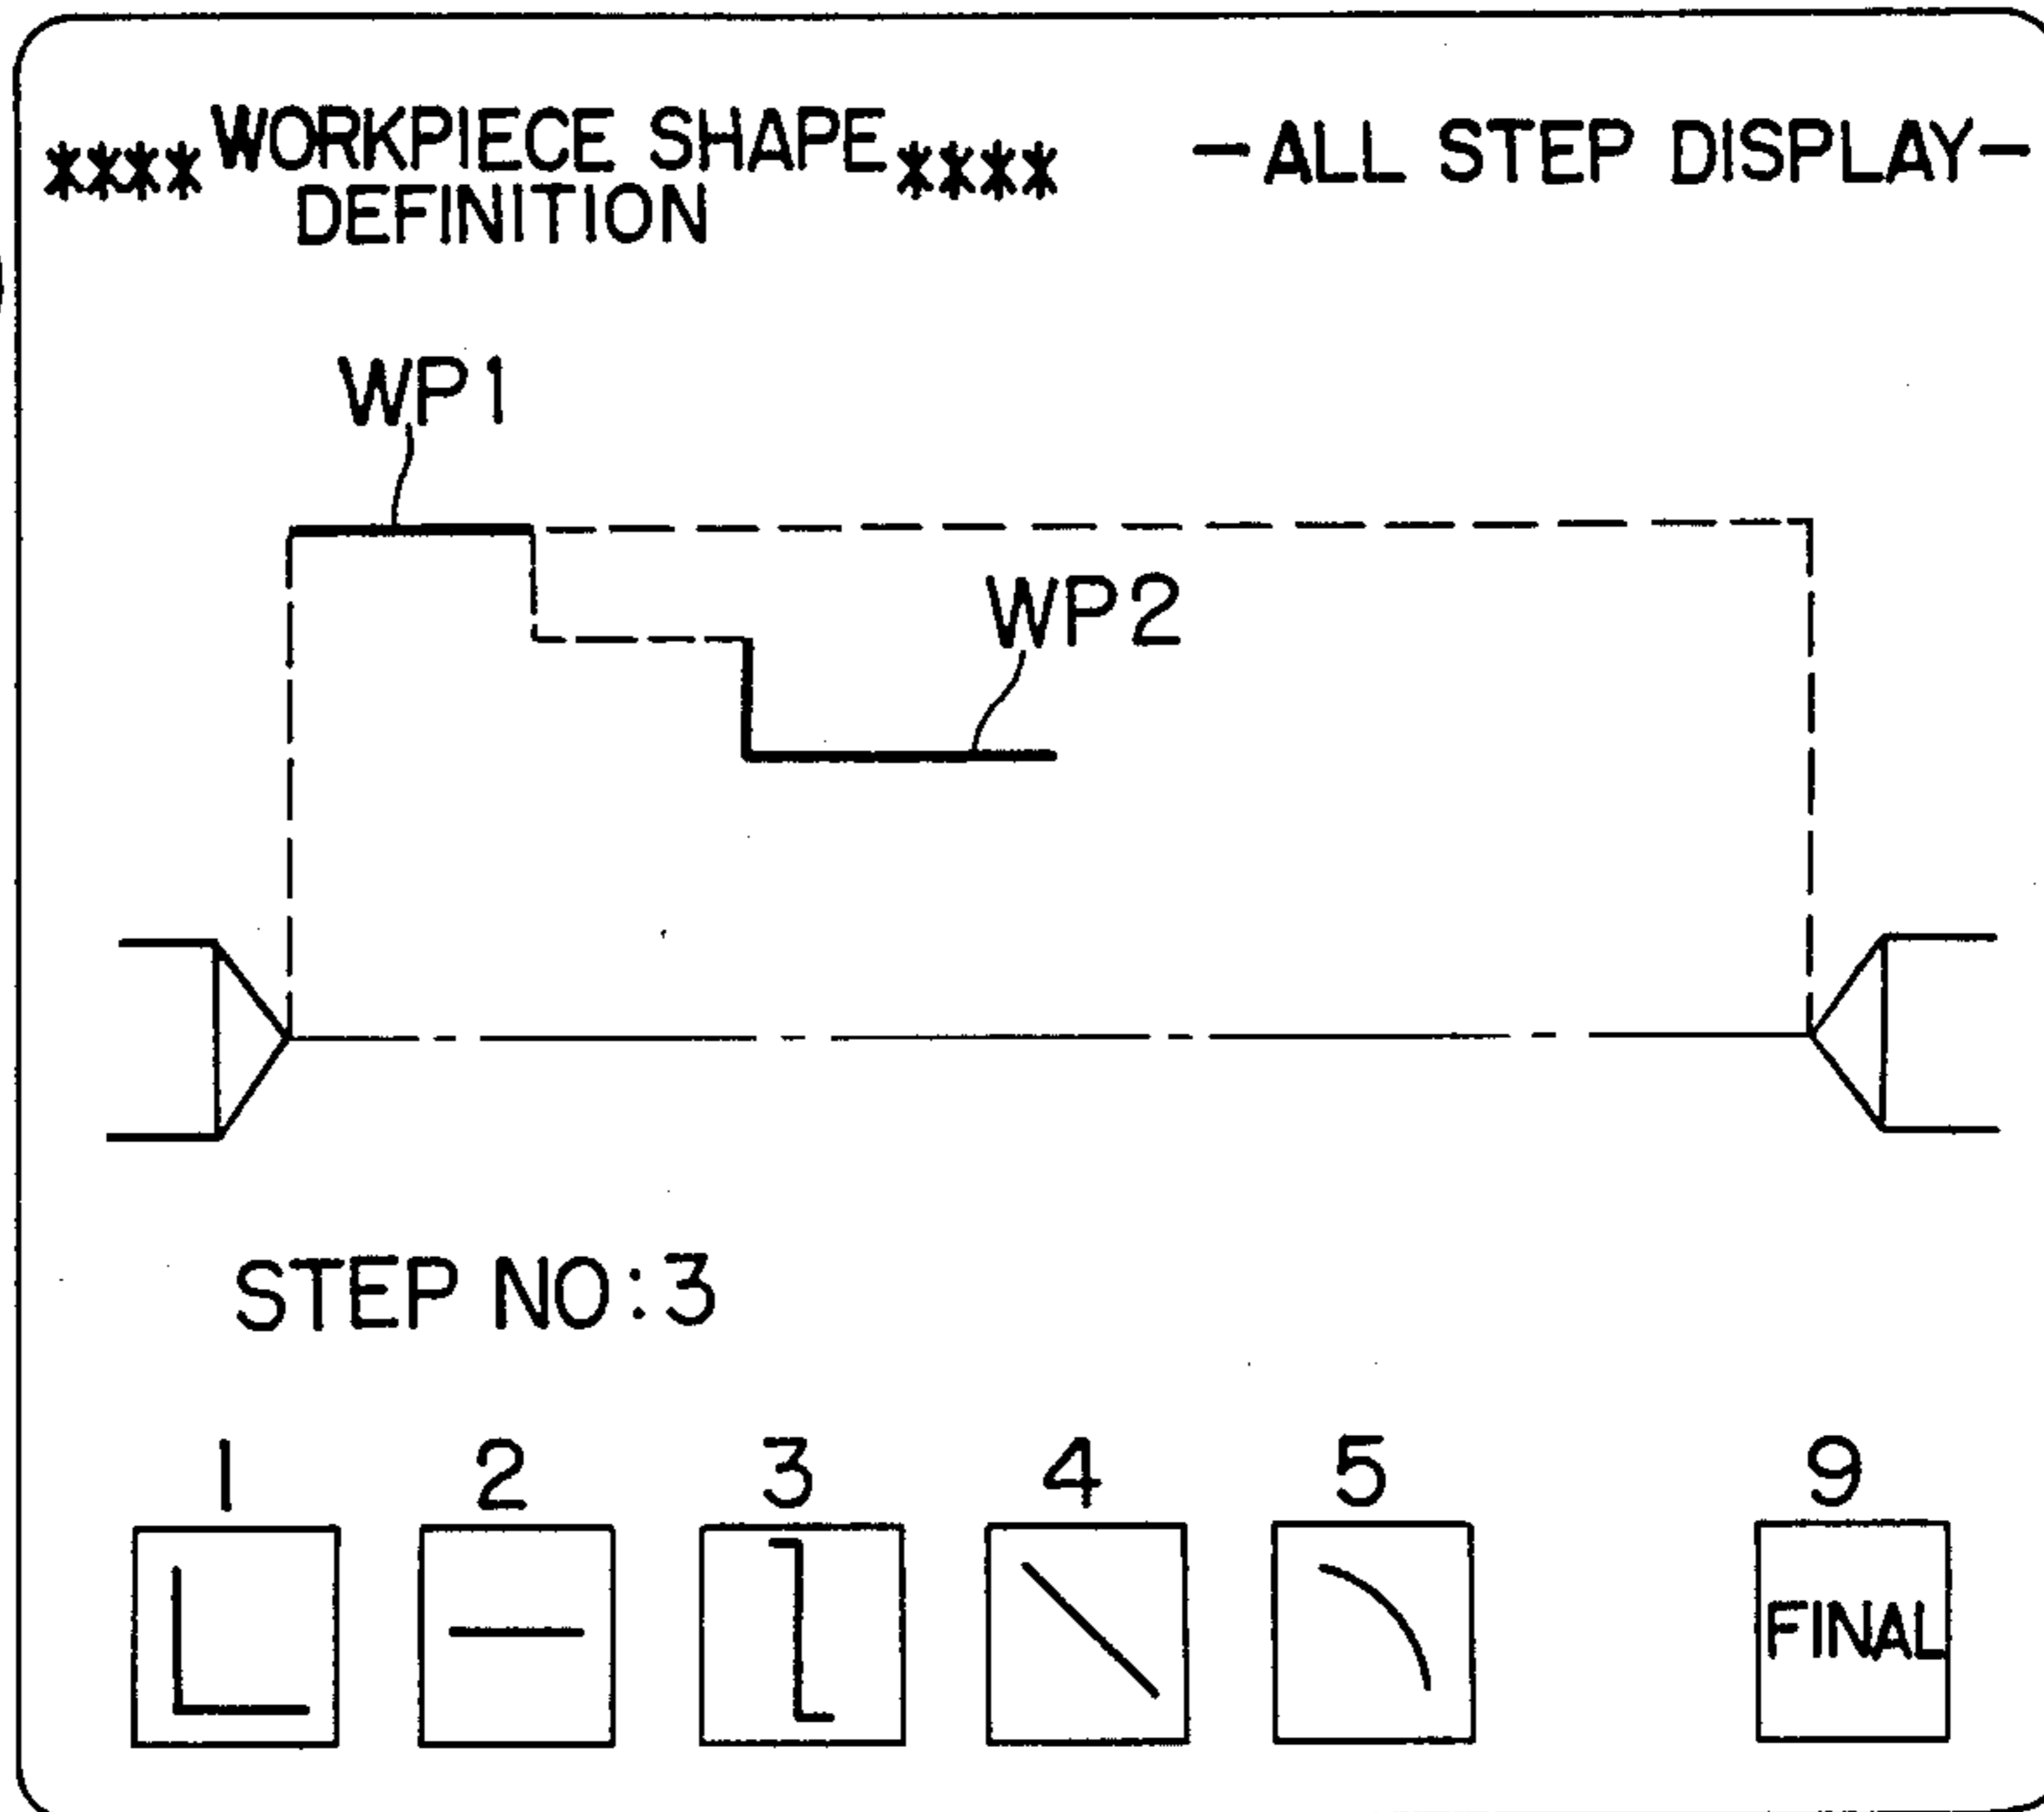 **** WORKPIECE SHAPE **** -ALL STEP DISPLAY-
DEFINITION
WP1
WP2
STEP NO:3
1 2 3 4 5 9
FINAL